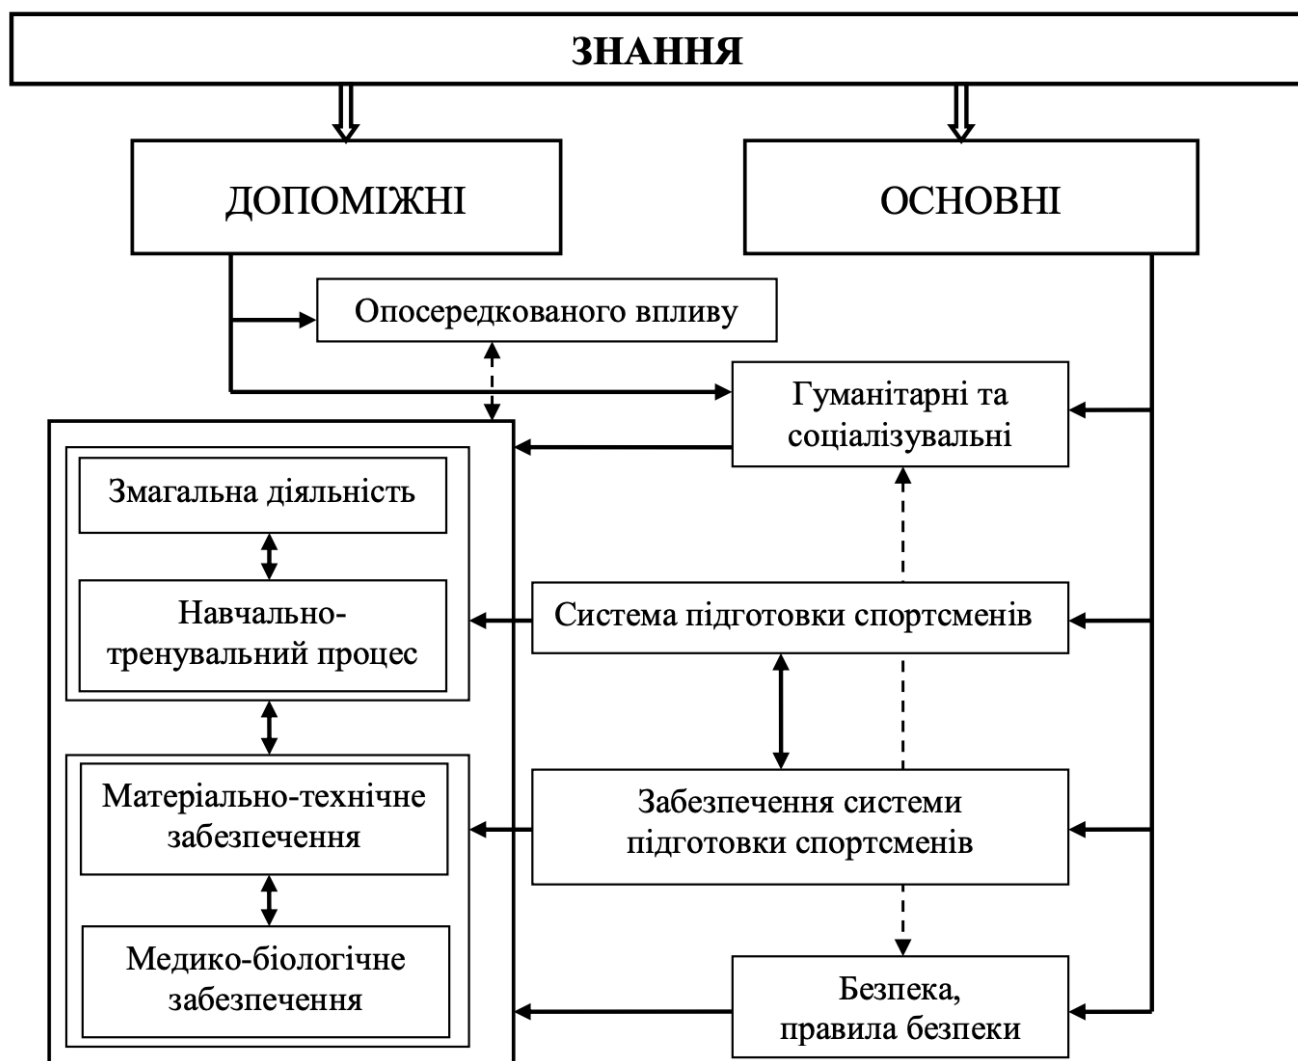 ЗНАННЯ
ДОПОМІЖНІ
ОСНОВНІ
Опосередкованого впливу
Гуманітарні та
соціалізувальні
Змагальна діяльність
Навчально-
тренувальний процес
Система підготовки спортсменів
Матеріально-технічне
забезпечення
Забезпечення системи
підготовки спортсменів
Медико-біологічне
забезпечення
Безпека,
правила безпеки